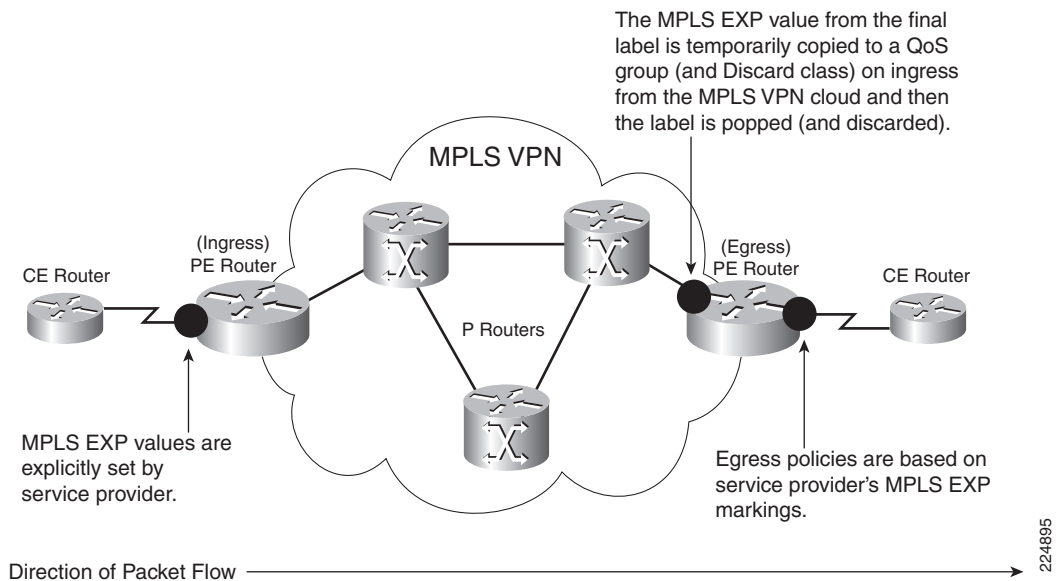 The MPLS EXP value from the final
label is temporarily copied to a QoS
group (and Discard class) on ingress
from the MPLS VPN cloud and then
the label is popped (and discarded).
MPLS VPN
(Ingress)
PE Router
(Egress)
PE Router
CE Router
CE Router
P Routers
MPLS EXP values are
explicitly set by
service provider.
Egress policies are based on
service provider's MPLS EXP
markings.
224895
Direction of Packet Flow